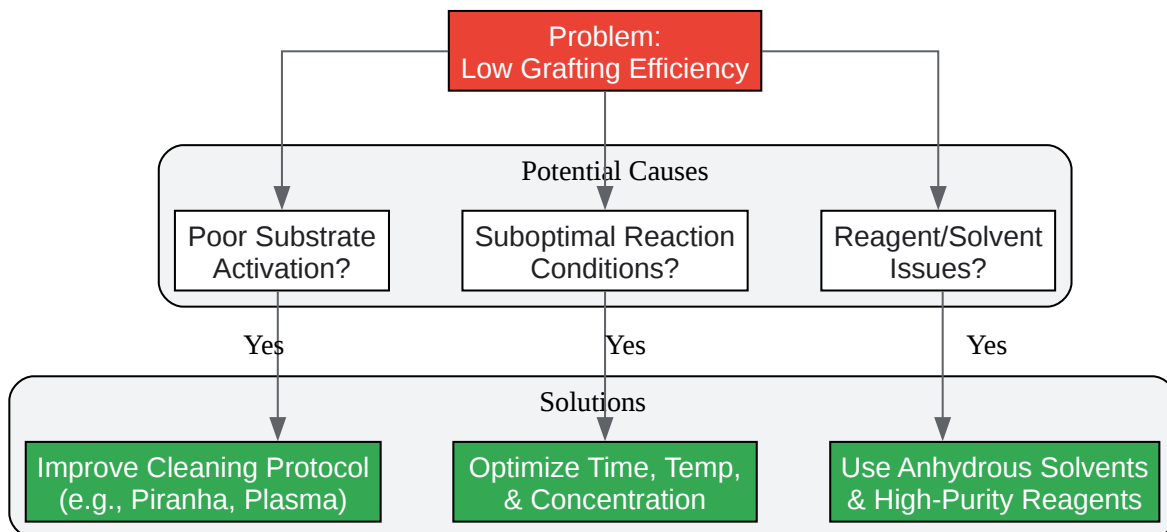 Problem:
Low Grafting Efficiency
Potential Causes
Poor Substrate
Activation?
Suboptimal Reaction
Conditions?
Reagent/Solvent
Issues?
Yes
Yes
Yes
Solutions
Improve Cleaning Protocol
(e.g., Piranha, Plasma)
Optimize Time, Temp,
& Concentration
Use Anhydrous Solvents
& High-Purity Reagents